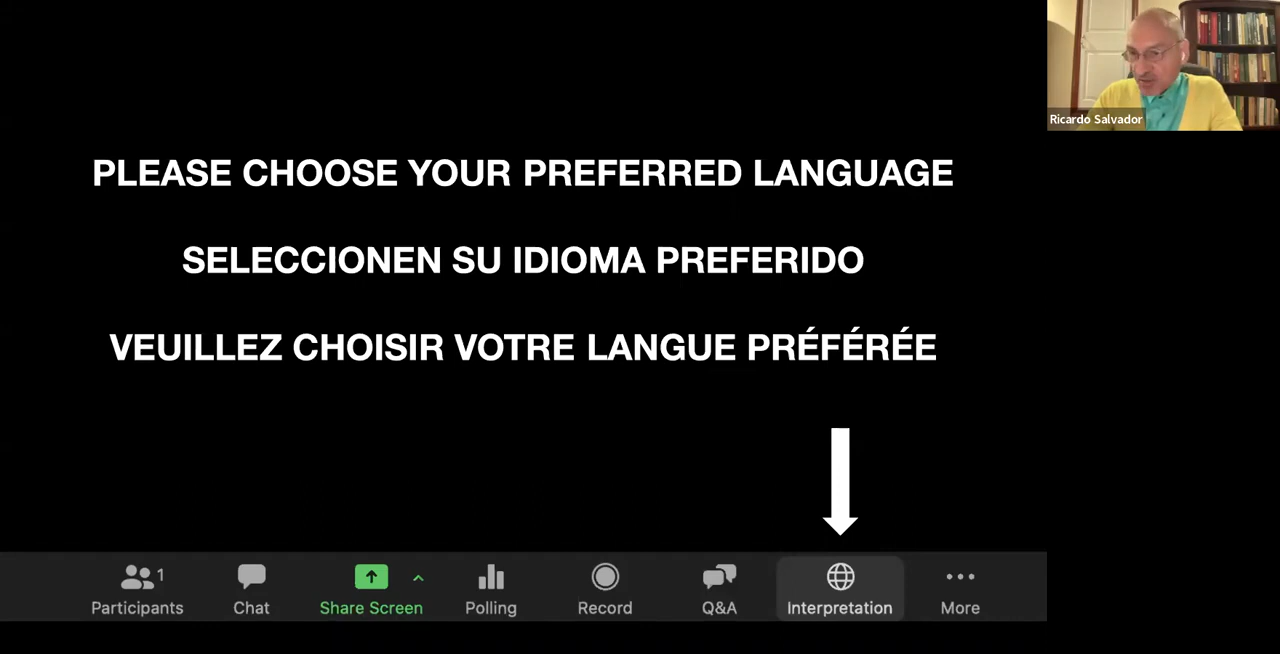 Ricardo Salvador
PLEASE CHOOSE YOUR PREFERRED LANGUAGE
SELECCIONEN SU IDIOMA PREFERIDO
VEUILLEZ CHOISIR VOTRE LANGUE PRÉFÉRÉE
1
Participants
Chat
Share Screen
Polling
Record
Q&A
Interpretation
More